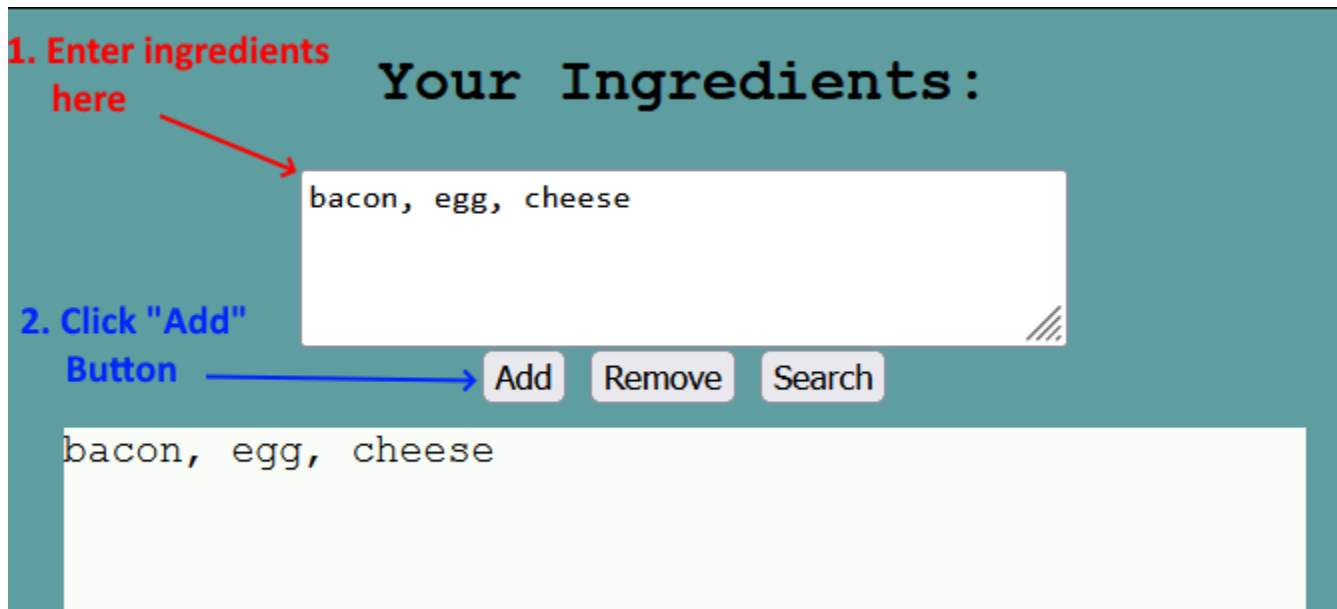 1. Enter ingredients
here
Your Ingredients:
bacon, egg, cheese
2. Click "Add"
Button
Add Remove Search
bacon, egg, cheese